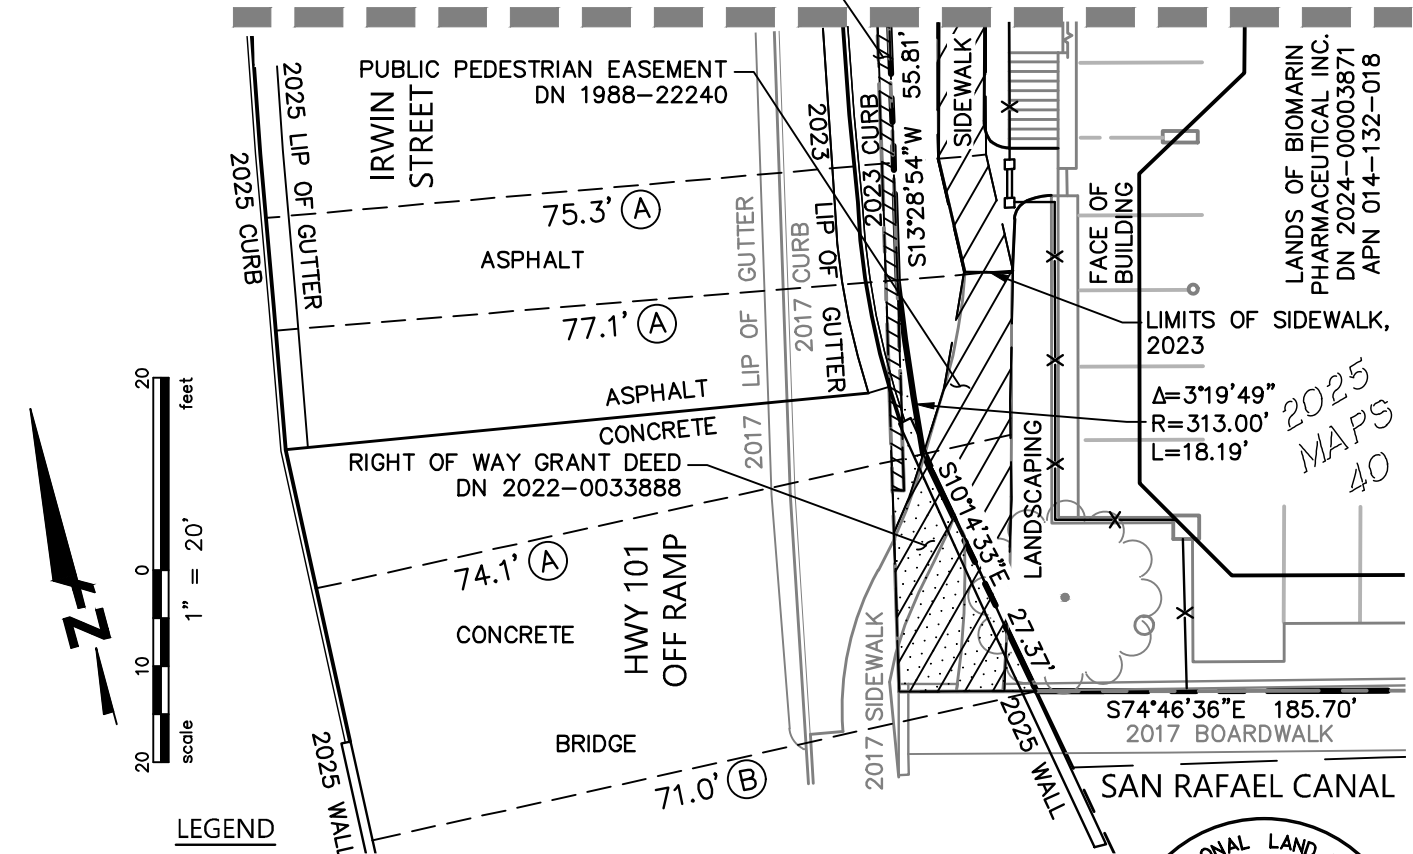 PUBLIC PEDESTRIAN EASEMENT
DN 1988-22240
IRWIN
STREET
2025 LIP OF GUTTER
2025 CURB
75.3' A
ASPHALT
77.1' A
ASPHALT
CONCRETE
2017 LIP OF GUTTER
2017 CURB
2023 LIP OF GUTTER
2023 CURB
S13°28'54"W 55.81'
SIDEWALK
FACE OF
BUILDING
LANDS OF BIOMARIN
PHARMACEUTICAL INC.
DN 2024-0003871
APN 014-132-018
LIMITS OF SIDEWALK,
2023
Δ=3°19'49"
R=313.00'
L=18.19'
2025
MAPS
40
RIGHT OF WAY GRANT DEED
DN 2022-0033888
LANDSCAPING
S10°14'33"E 27.37'
74.1' A
CONCRETE
HWY 101
OFF RAMP
BRIDGE
71.0' B
2017 SIDEWALK
2025 WALL
2025 WALL
S74°46'36"E 185.70'
2017 BOARDWALK
SAN RAFAEL CANAL
20
0
10
20
feet
1" = 20'
scale
N
LEGEND
ONAL LAND